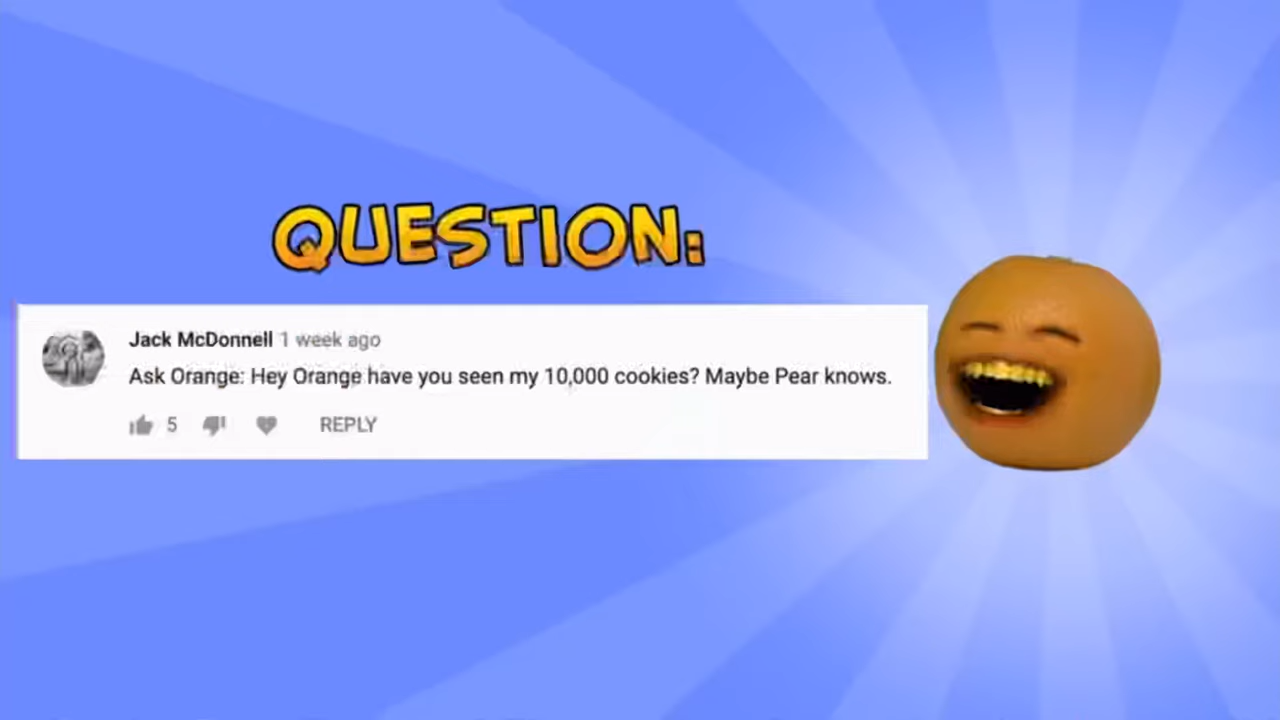 QUESTION:
Jack McDonnell 1 week ago
Ask Orange: Hey Orange have you seen my 10,000 cookies? Maybe Pear knows.
5 REPLY